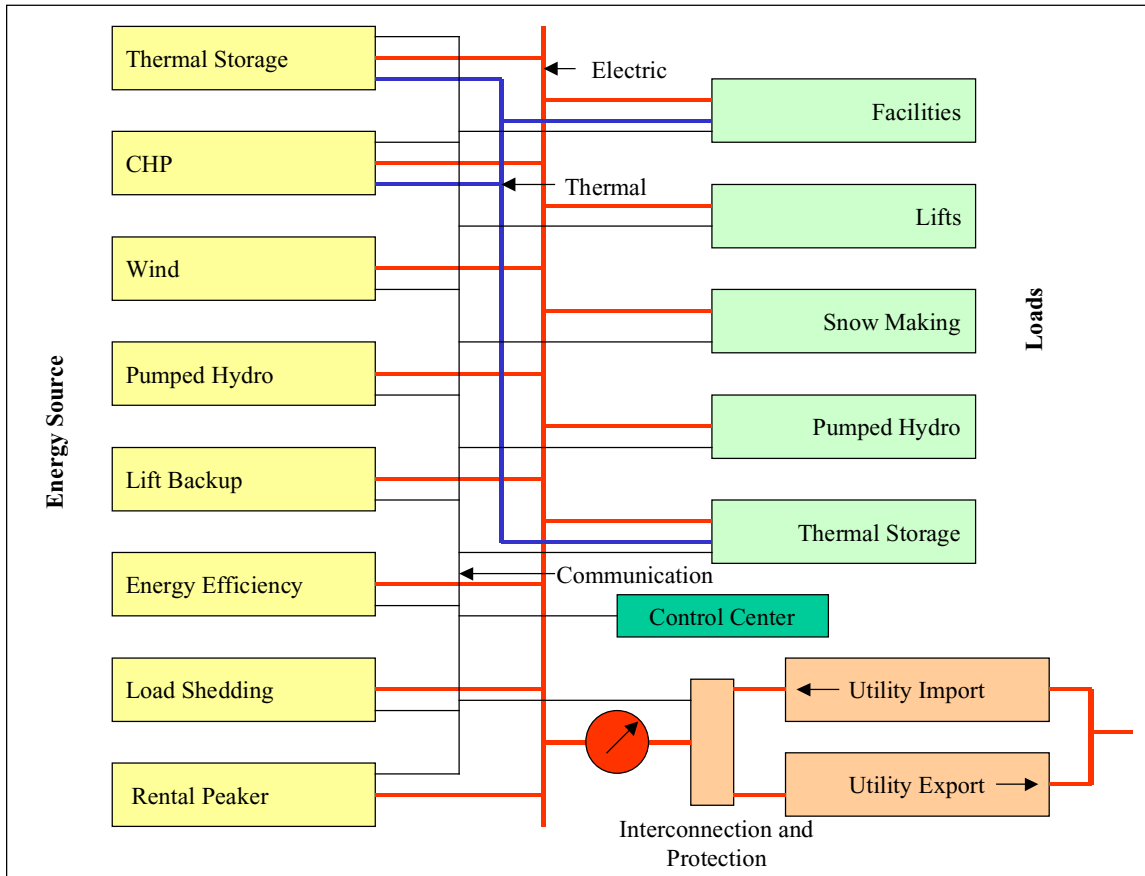 Energy Source
Thermal Storage
CHP
Wind
Pumped Hydro
Lift Backup
Energy Efficiency
Load Shedding
Rental Peaker
Electric
Thermal
Communication
Facilities
Lifts
Snow Making
Pumped Hydro
Thermal Storage
Loads
Control Center
Utility Import
Utility Export
Interconnection and
Protection